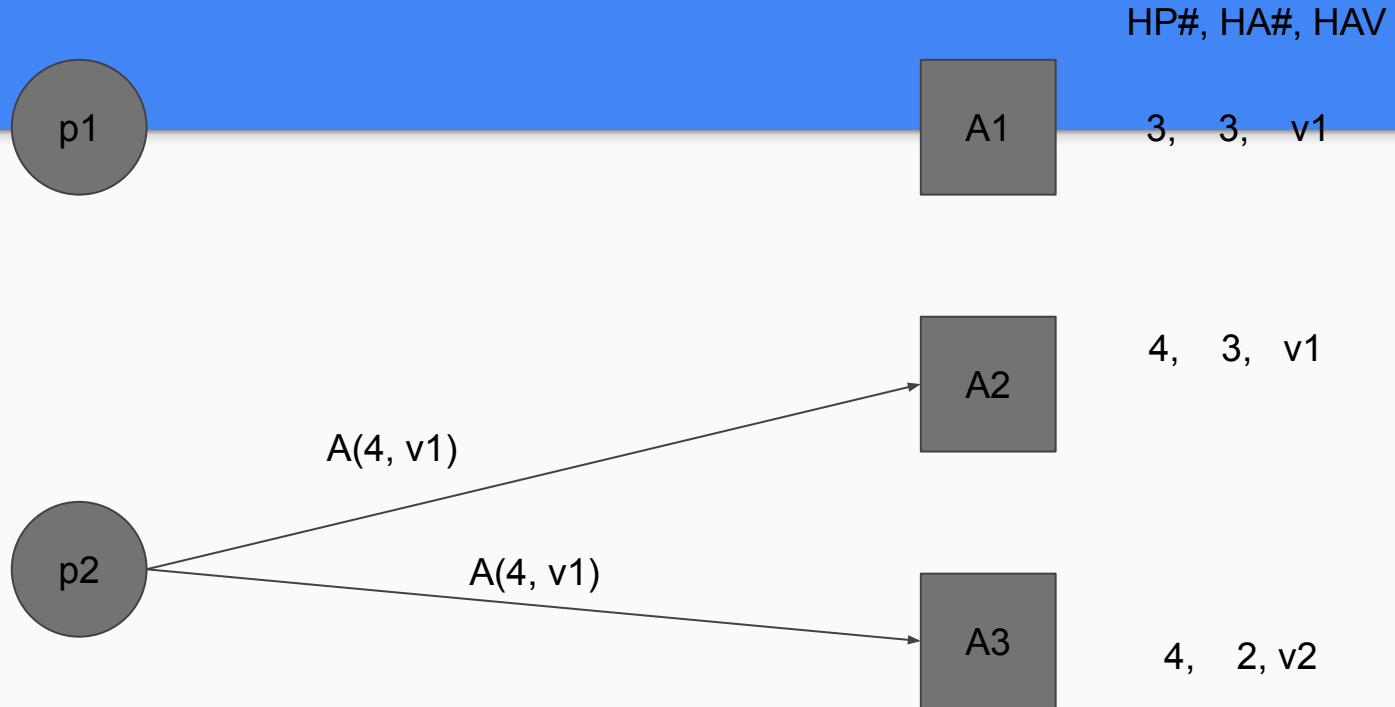 HP#, HA#, HAV
p1
A1
3, 3, v1
A2
4, 3, v1
A(4, v1)
p2
A(4, v1)
A3
4, 2, v2